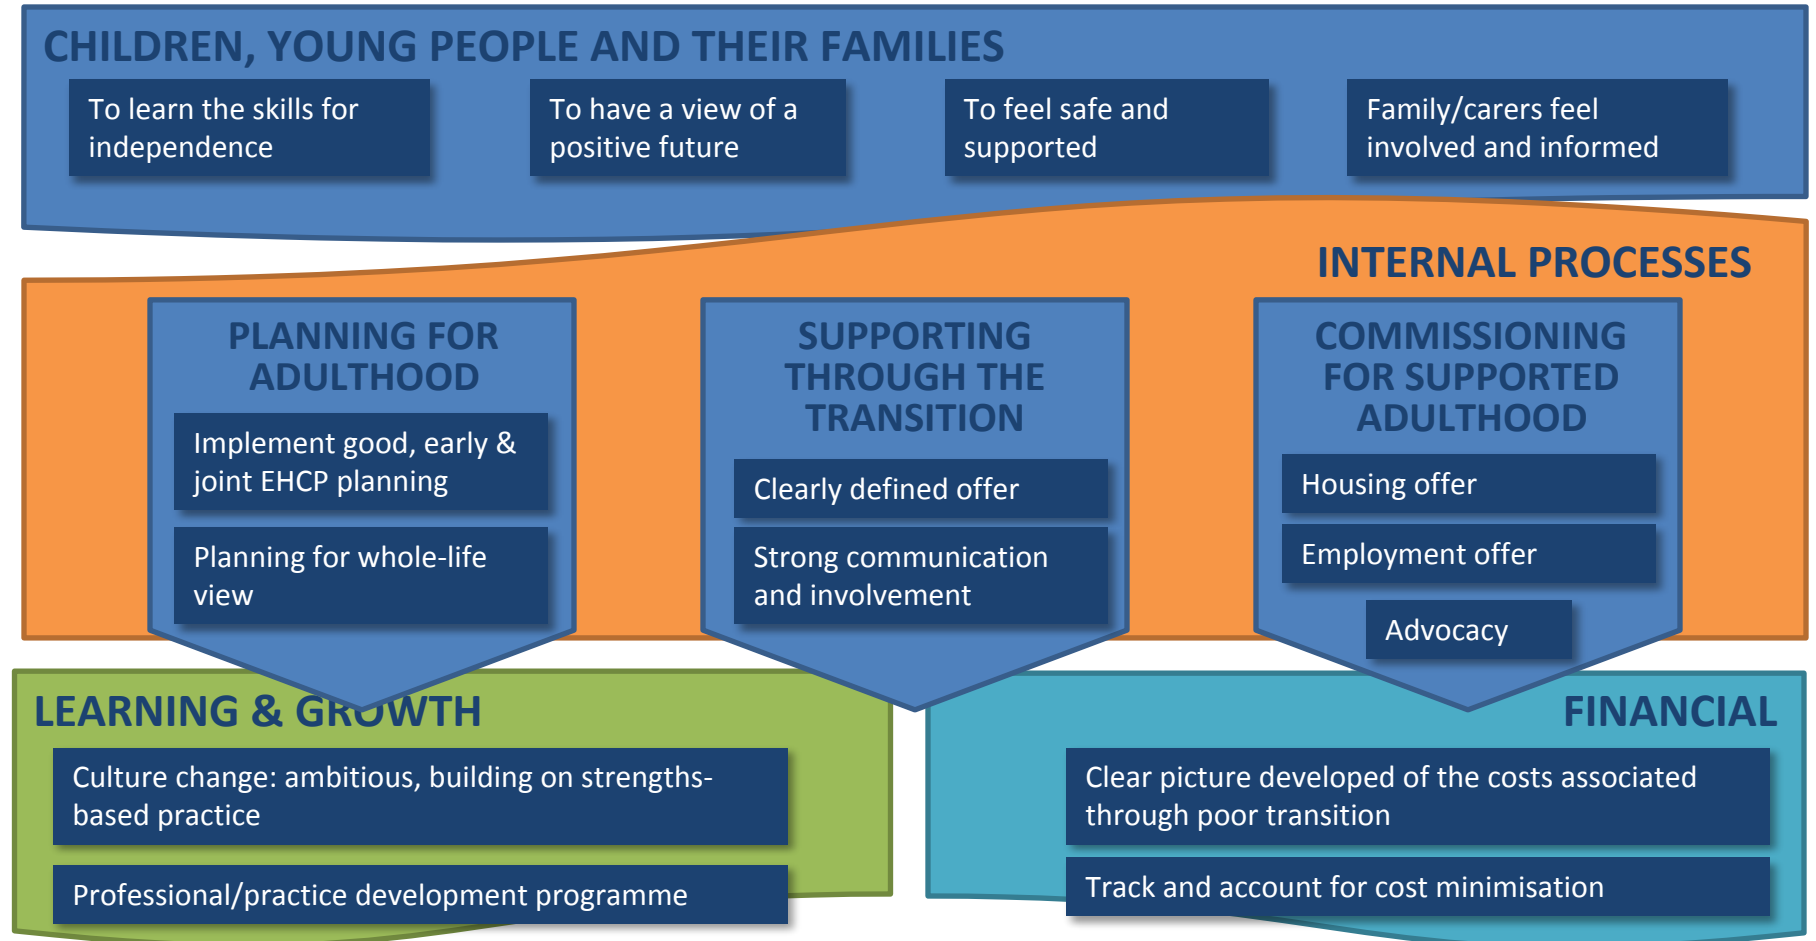 CHILDREN, YOUNG PEOPLE AND THEIR FAMILIES
To learn the skills for
independence
To have a view of a
positive future
To feel safe and
supported
Family/carers feel
involved and informed
INTERNAL PROCESSES
PLANNING FOR
ADULTHOOD
Implement good, early &
joint EHCP planning
Planning for whole-life
view
SUPPORTING
THROUGH THE
TRANSITION
Clearly defined offer
Strong communication
and involvement
COMMISSIONING
FOR SUPPORTED
ADULTHOOD
Housing offer
Employment offer
Advocacy
LEARNING & GROWTH
Culture change: ambitious, building on strengths-
based practice
Professional/practice development programme
FINANCIAL
Clear picture developed of the costs associated
through poor transition
Track and account for cost minimisation